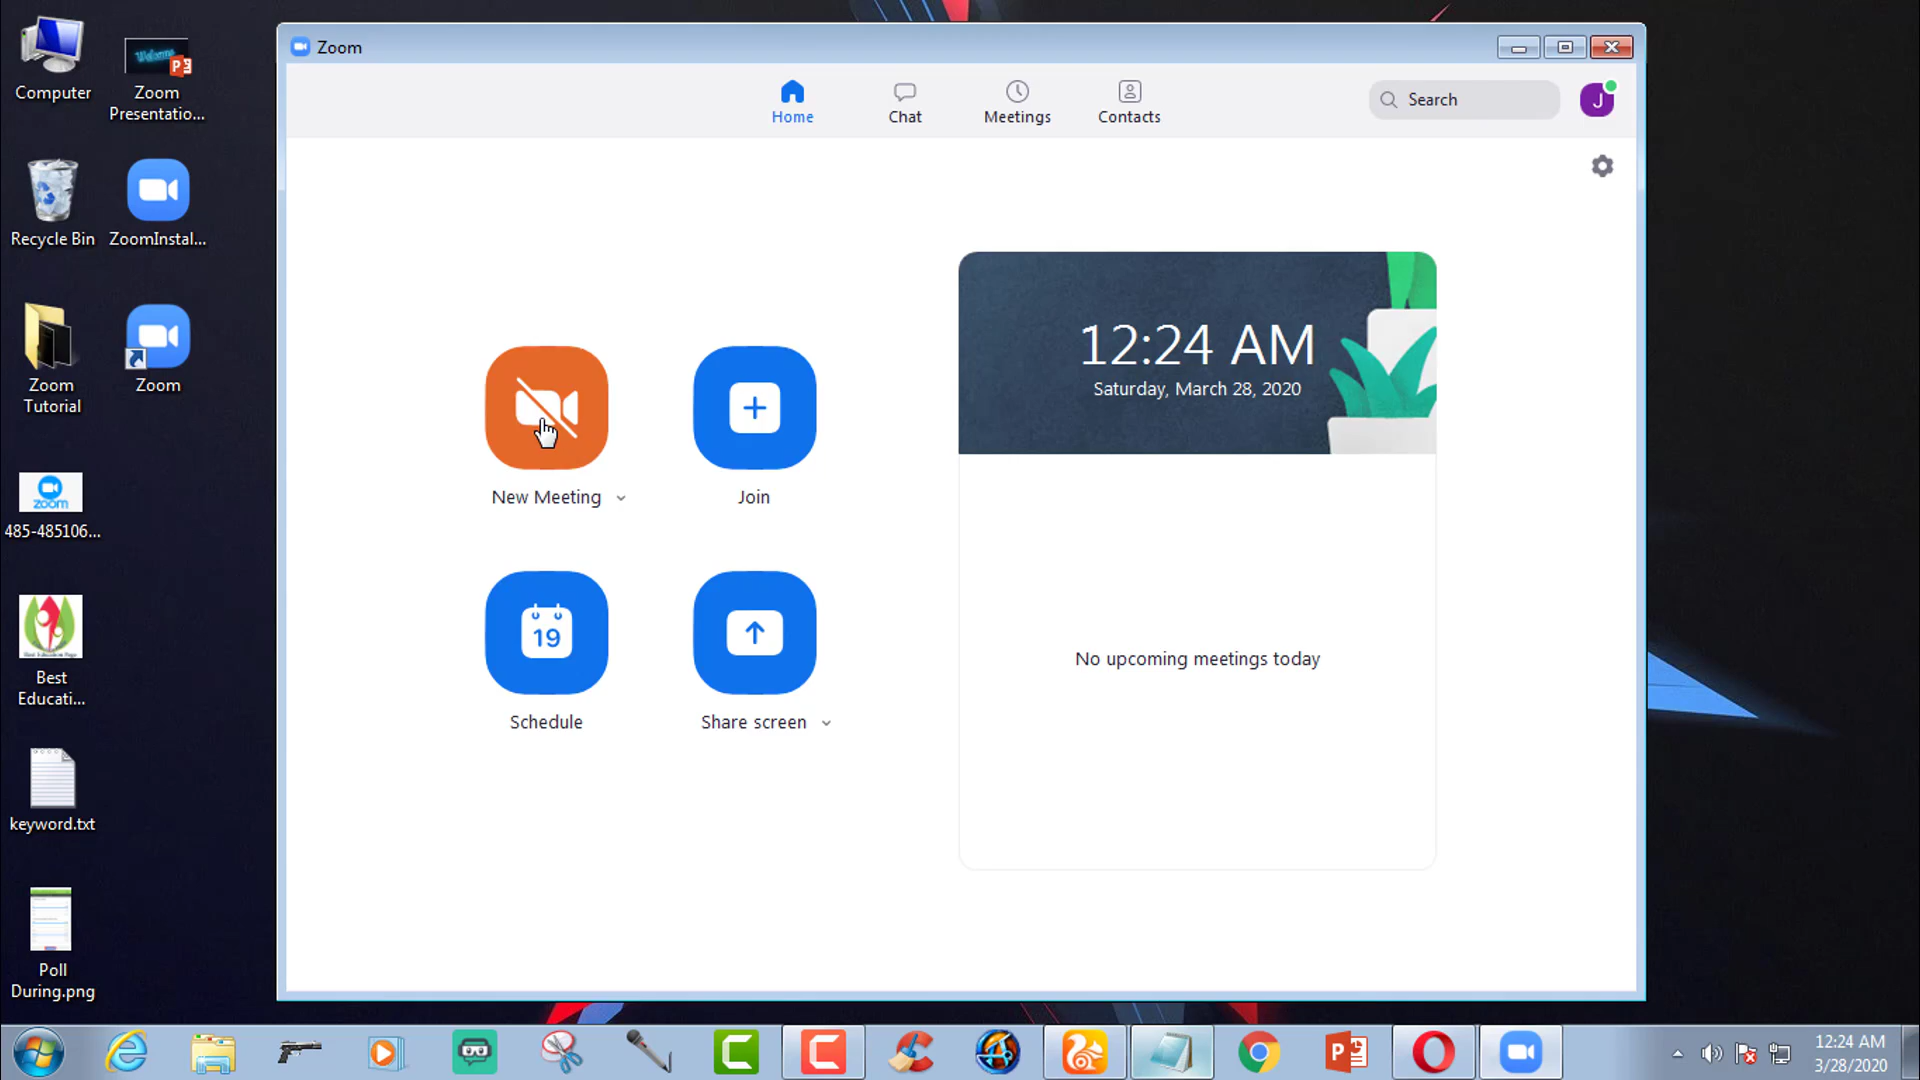 Computer
Welcome
Zoom
Presentatio...
Recycle Bin
ZoomInstal...
Zoom
Tutorial
Zoom
zoom
485-485106...
Best
Educati...
keyword.txt
Poll
During.png
Zoom
Home
Chat
Meetings
Contacts
Search
J
New Meeting
Join
19
Schedule
Share screen
12:24 AM
Saturday, March 28, 2020
No upcoming meetings today
12:24 AM
3/28/2020